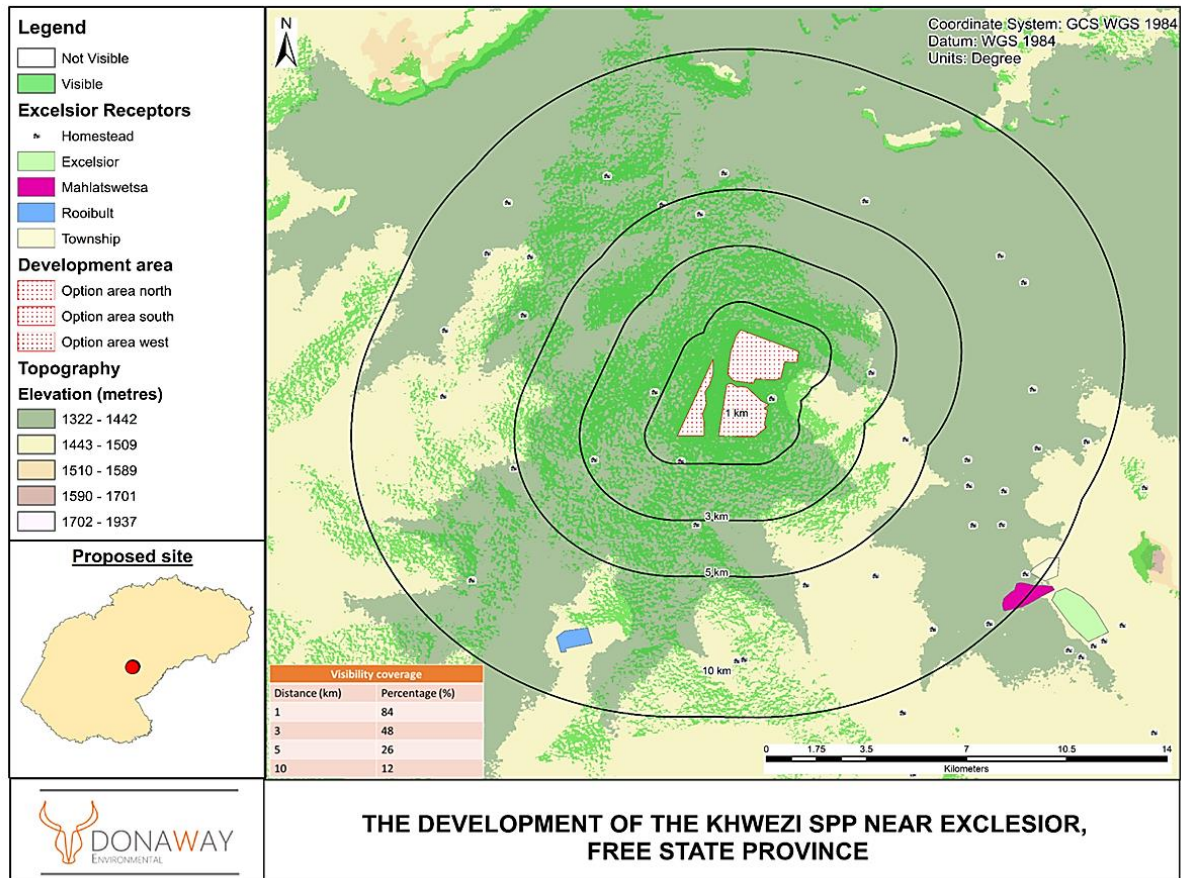 Legend
Not Visible
Visible
Excelsior Receptors
Homestead
Excelsior
Mahlatswetsa
Rooibult
Township
Development area
Option area north
Option area south
Option area west
Topography
Elevation (metres)
1322 - 1442
1443 - 1509
1510 - 1589
1590 - 1701
1702 - 1937
Proposed site
N
Coordinate System: GCS WGS 1984
Datum: WGS 1984
Units: Degree
1 km
3 km
5 km
10 km
Visibility coverage
Distance (km) Percentage (%)
1 84
3 48
5 26
10 12
0 1.75 3.5 7 10.5 14
Kilometers
DONAWAY
ENVIRONMENTAL
THE DEVELOPMENT OF THE KHWEZI SPP NEAR EXCLESIOR,
FREE STATE PROVINCE